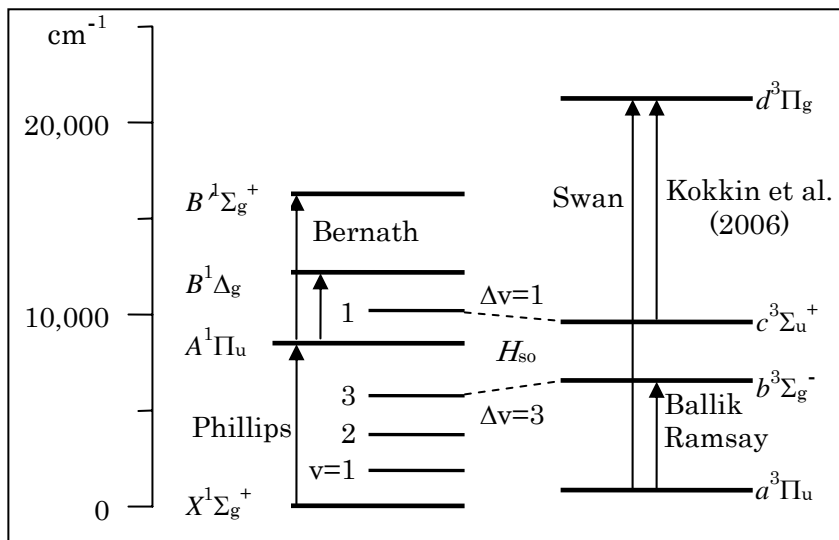 cm⁻¹
20,000
10,000
0
B′¹Σg⁺
B¹Δg
A¹Πu
X¹Σg⁺
Bernath
Phillips
1
3
2
v=1
Δv=1
Hso
Δv=3
d³Πg
Swan
Kokkin et al.
(2006)
c³Σu⁺
b³Σg⁻
Ballik
Ramsay
a³Πu